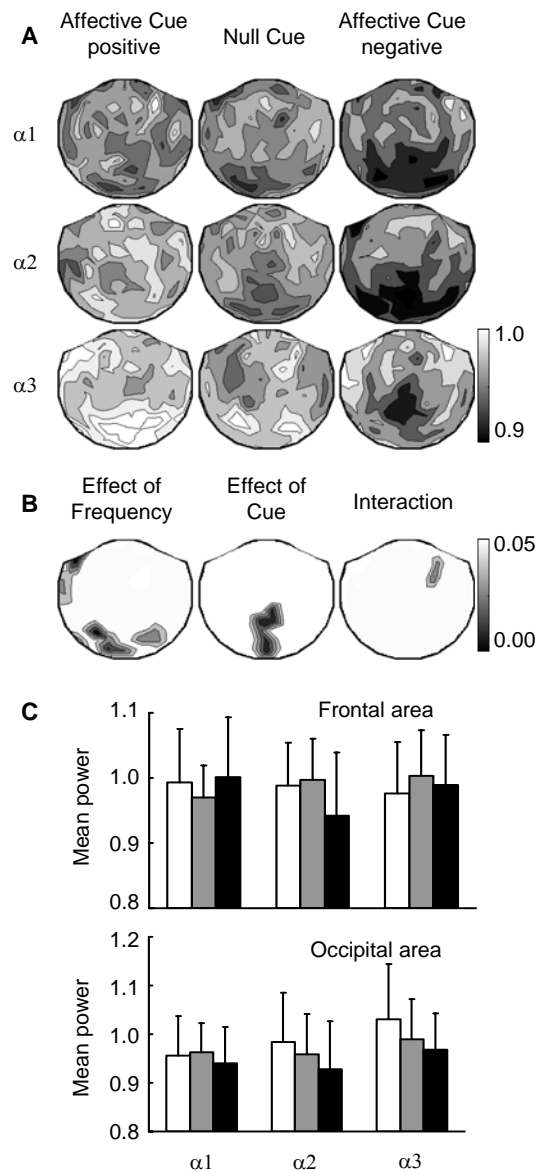 A
Affective Cue positive
Null Cue
Affective Cue negative
α1
α2
α3
1.0
0.9
B
Effect of Frequency
Effect of Cue
Interaction
0.05
0.00
C
Frontal area
Mean power
1.1
1.0
0.9
0.8
Occipital area
Mean power
1.2
1.1
1.0
0.9
0.8
α1 α2 α3